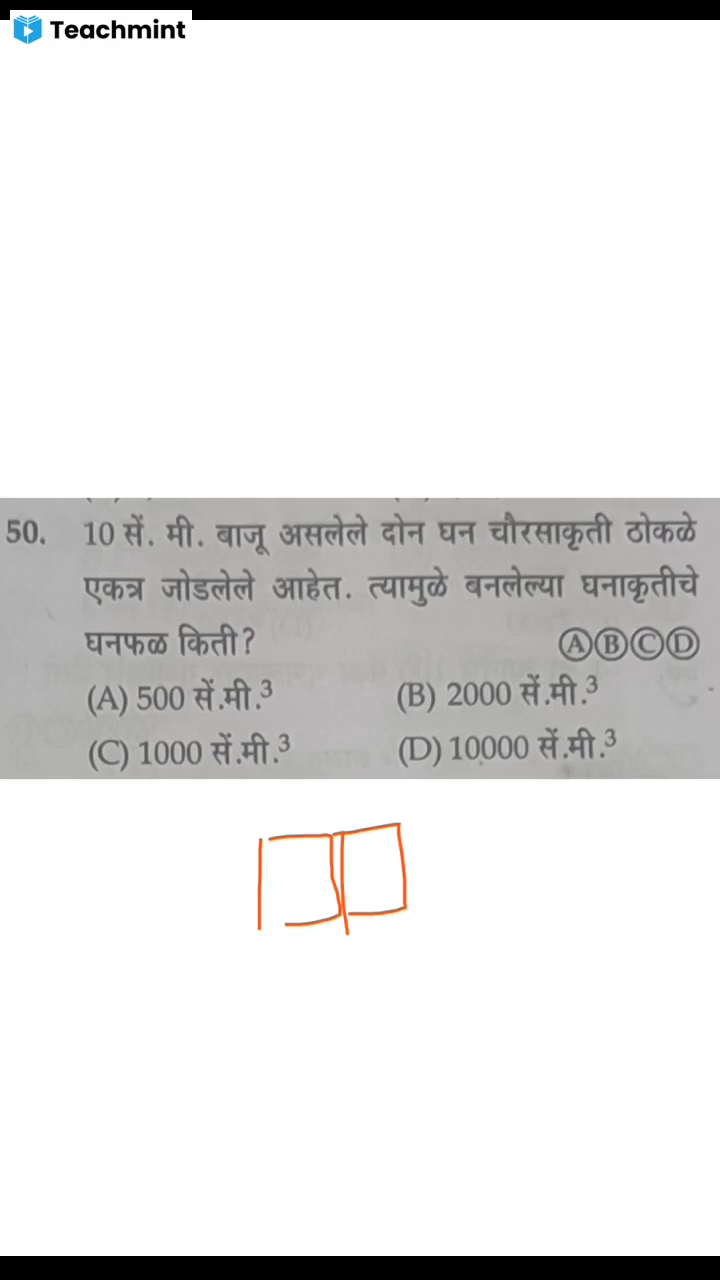 Teachmint
50. 10 सें. मी. बाजू असलेले दोन घन चौरसाकृती ठोकळे
एकत्र जोडलेले आहेत. त्यामुळे बनलेल्या घनाकृतीचे
घनफळ किती? Ⓐ Ⓑ Ⓒ Ⓓ
(A) 500 सें.मी.³ (B) 2000 सें.मी.³
(C) 1000 सें.मी.³ (D) 10000 सें.मी.³